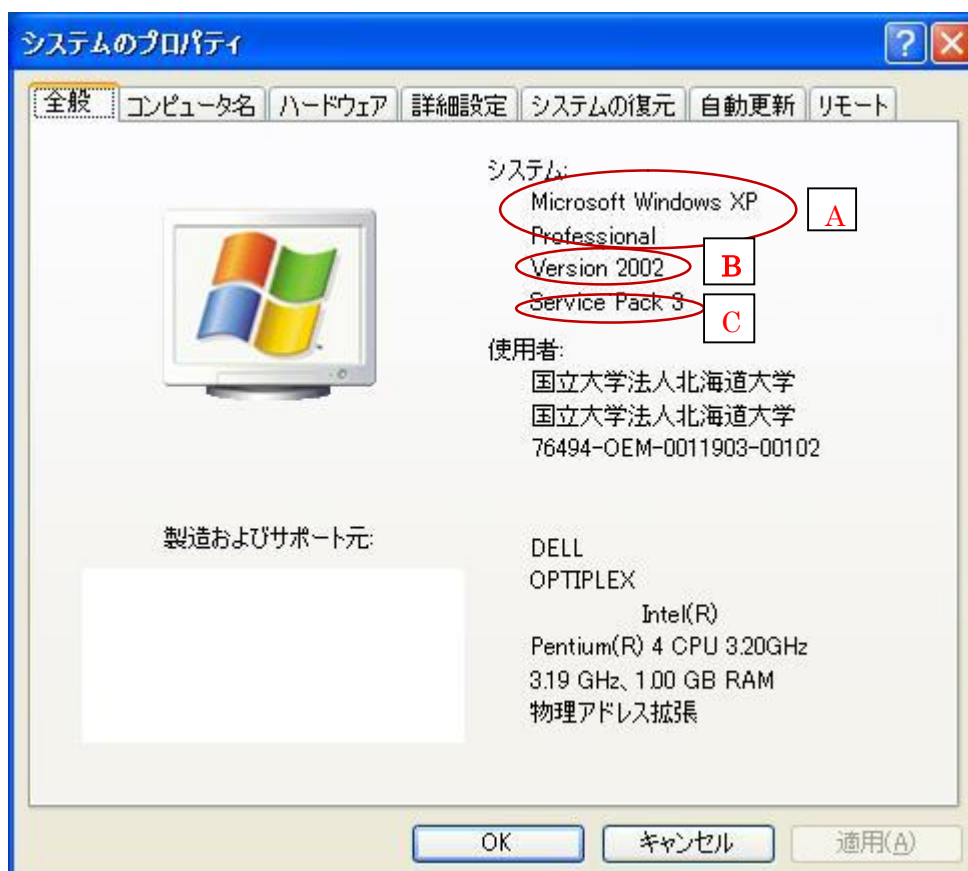 システムのプロパティ
全般 コンピュータ名 ハードウェア 詳細設定 システムの復元 自動更新 リモート
システム:
Microsoft Windows XP
A
Professional
Version 2002
B
Service Pack 3
C
使用者:
国立大学法人北海道大学
国立大学法人北海道大学
76494-OEM-0011903-00102
製造およびサポート元:
DELL
OPTIPLEX
Intel(R)
Pentium(R) 4 CPU 3.20GHz
3.19 GHz、1.00 GB RAM
物理アドレス拡張
OK キャンセル 適用(A)